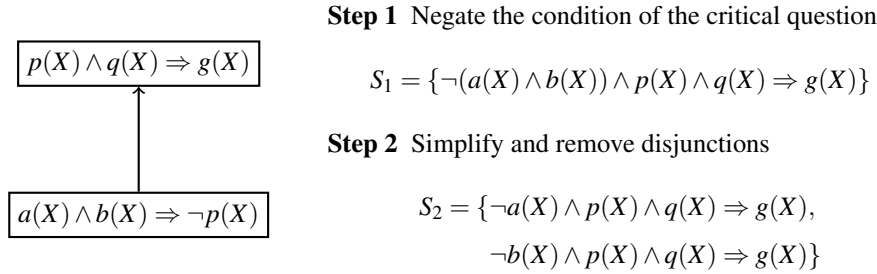 p(X) ∧ q(X) ⇒ g(X)
a(X) ∧ b(X) ⇒ ¬p(X)
Step 1 Negate the condition of the critical question
S₁ = {¬(a(X) ∧ b(X)) ∧ p(X) ∧ q(X) ⇒ g(X)}
Step 2 Simplify and remove disjunctions
S₂ = {¬a(X) ∧ p(X) ∧ q(X) ⇒ g(X),
¬b(X) ∧ p(X) ∧ q(X) ⇒ g(X)}